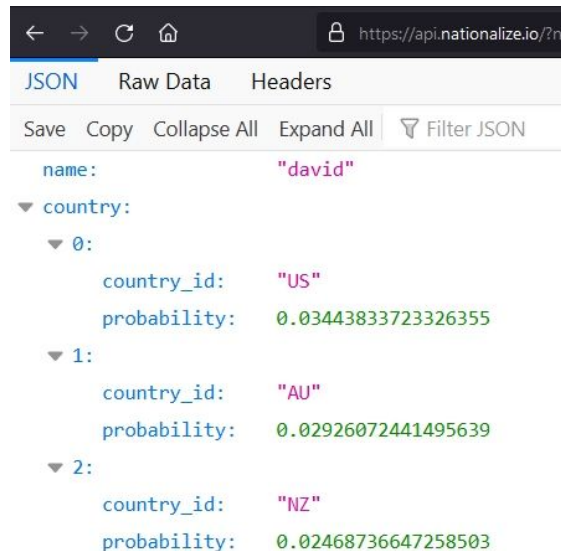 https://api.nationalize.io/?n
JSON Raw Data Headers
Save Copy Collapse All Expand All Filter JSON
name: "david"
country:
0:
country_id: "US"
probability: 0.03443833723326355
1:
country_id: "AU"
probability: 0.02926072441495639
2:
country_id: "NZ"
probability: 0.02468736647258503